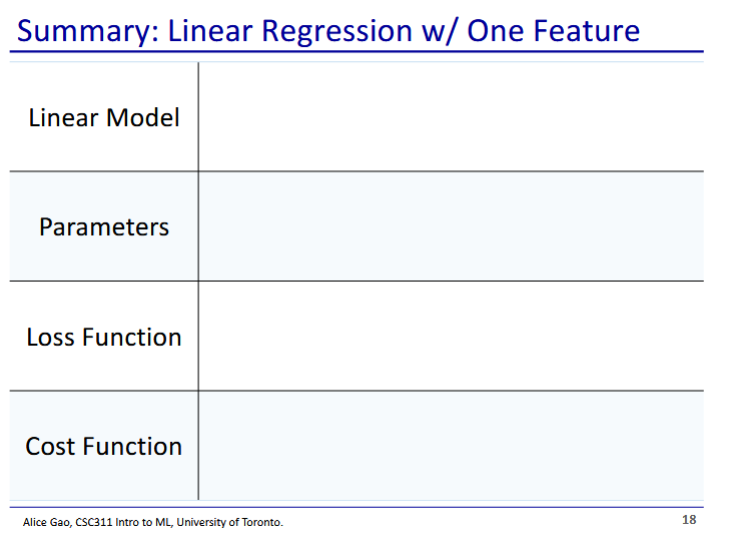 Summary: Linear Regression w/ One Feature
Linear Model
Parameters
Loss Function
Cost Function
Alice Gao, CSC311 Intro to ML, University of Toronto.
18